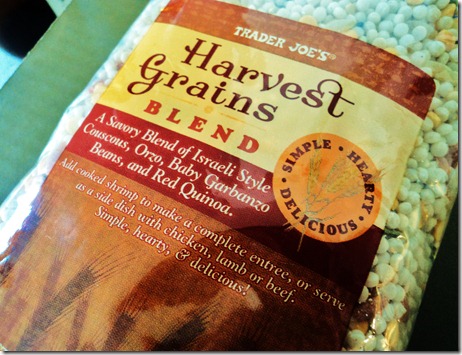 TRADER JOE'S®
Harvest
Grains
BLEND
A Savory Blend of Israeli Style
Couscous, Orzo, Baby Garbanzo
Beans, and Red Quinoa.
SIMPLE • HEARTY • DELICIOUS •
Add cooked shrimp to make a complete entree, or serve
as a side dish with chicken, lamb or beef.
Simple, hearty, & delicious!